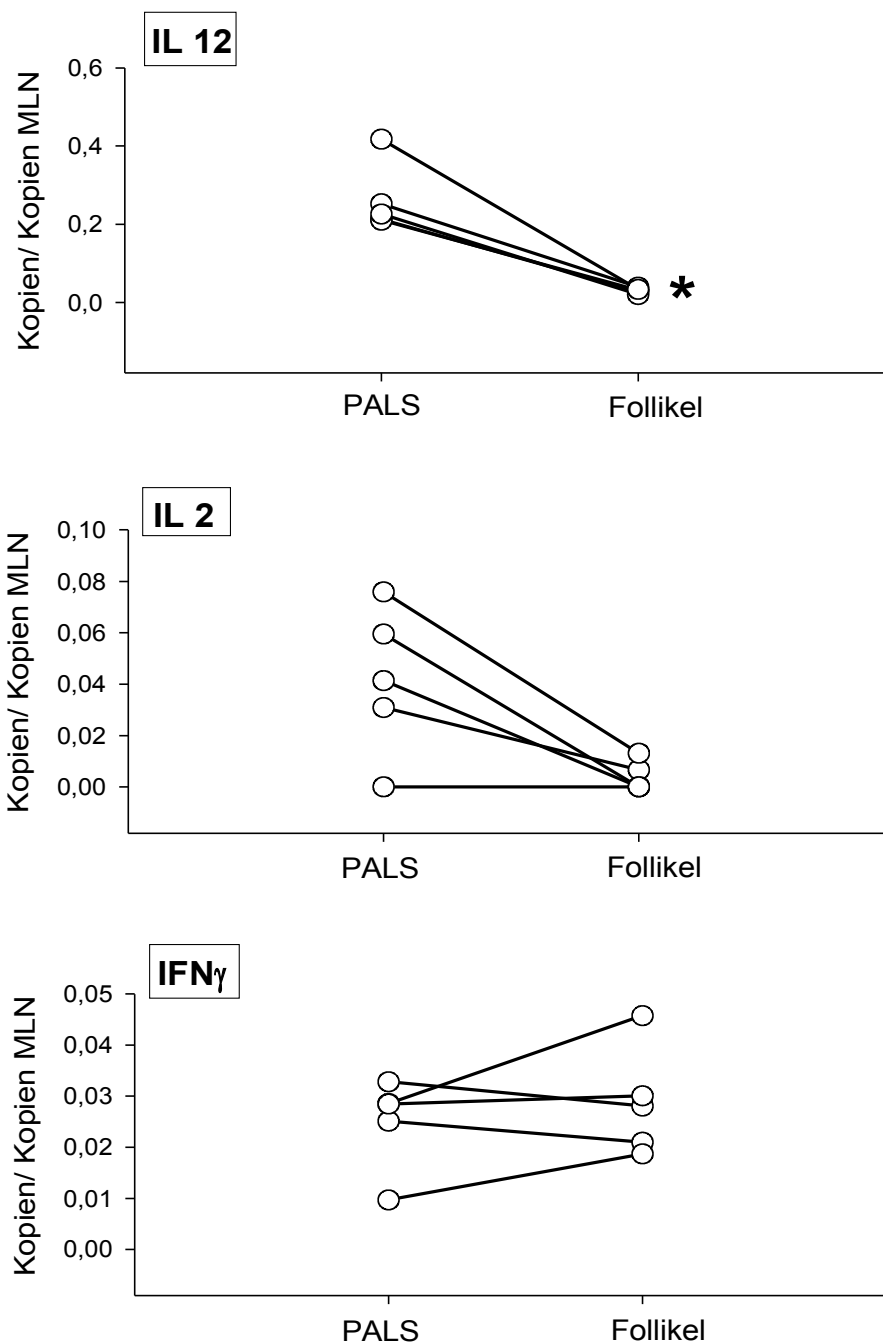 IL 12
Kopien/ Kopien MLN
0,6
0,4
0,2
0,0
*
PALS Follikel
IL 2
Kopien/ Kopien MLN
0,10
0,08
0,06
0,04
0,02
0,00
PALS Follikel
IFNγ
Kopien/ Kopien MLN
0,05
0,04
0,03
0,02
0,01
0,00
PALS Follikel